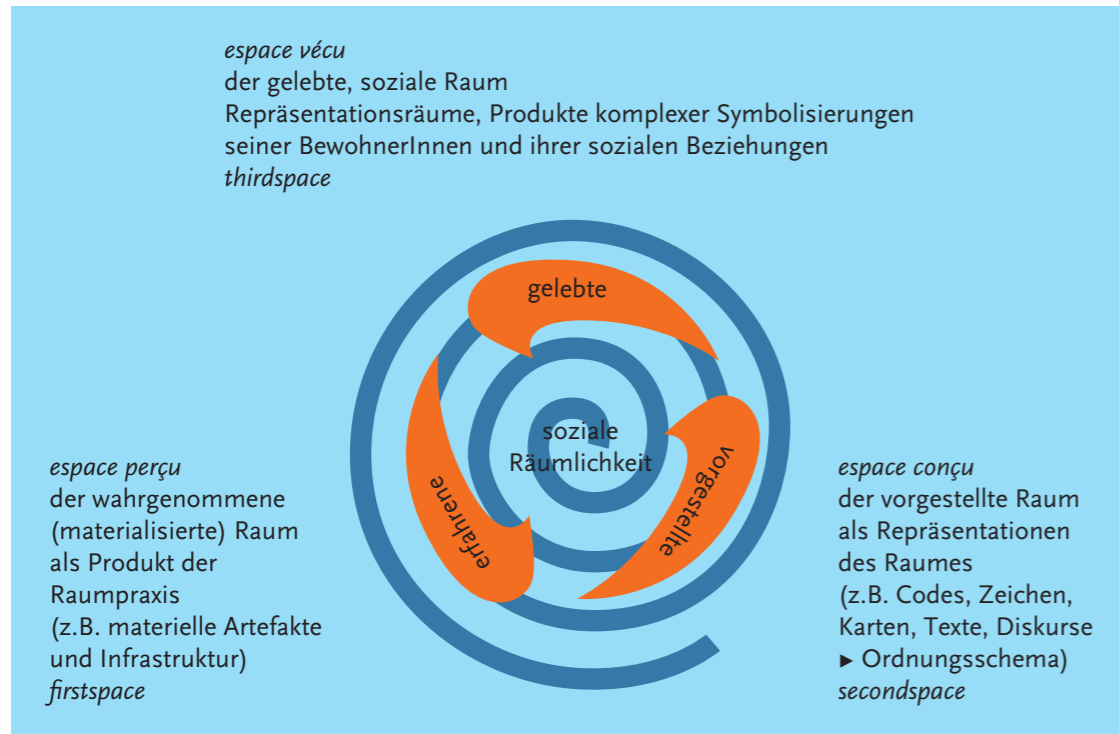 espace vécu
der gelebte, soziale Raum
Repräsentationsräume, Produkte komplexer Symbolisierungen
seiner BewohnerInnen und ihrer sozialen Beziehungen
thirdspace
gelebte
soziale
Räumlichkeit
erfahrene
vorgestellte
espace perçu
der wahrgenommene
(materialisierte) Raum
als Produkt der
Raumpraxis
(z.B. materielle Artefakte
und Infrastruktur)
firstspace
espace conçu
der vorgestellte Raum
als Repräsentationen
des Raumes
(z.B. Codes, Zeichen,
Karten, Texte, Diskurse
▸ Ordnungsschema)
secondspace